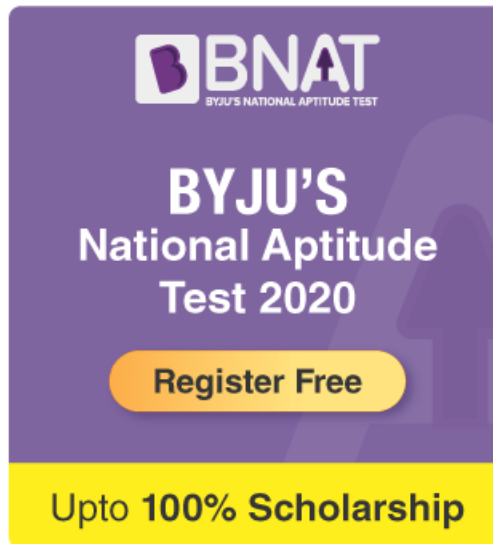 BNAT
BYJU'S NATIONAL APTITUDE TEST
BYJU'S
National Aptitude
Test 2020
Register Free
Upto 100% Scholarship